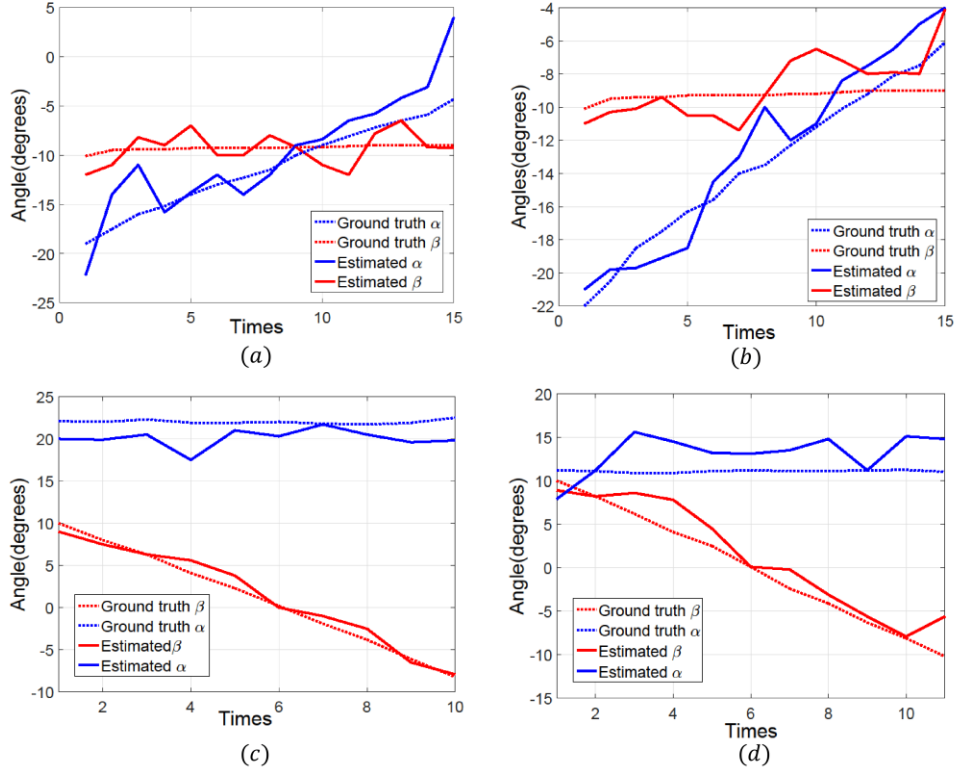 5
0
-5
-10
-15
-20
-25
Angle(degrees)
Ground truth α
Ground truth β
Estimated α
Estimated β
0 5 10 15
Times
(a)
-4
-6
-8
-10
-12
-14
-16
-18
-20
-22
Angles(degrees)
Ground truth α
Ground truth β
Estimated α
Estimated β
0 5 10 15
Times
(b)
25
20
15
10
5
0
-5
-10
Angle(degrees)
Ground truth β
Ground truth α
Estimatedβ
Estimated α
2 4 6 8 10
Times
(c)
20
15
10
5
0
-5
-10
-15
Angle(degrees)
Ground truth β
Ground truth α
Estimated β
Estimated α
2 4 6 8 10
Times
(d)